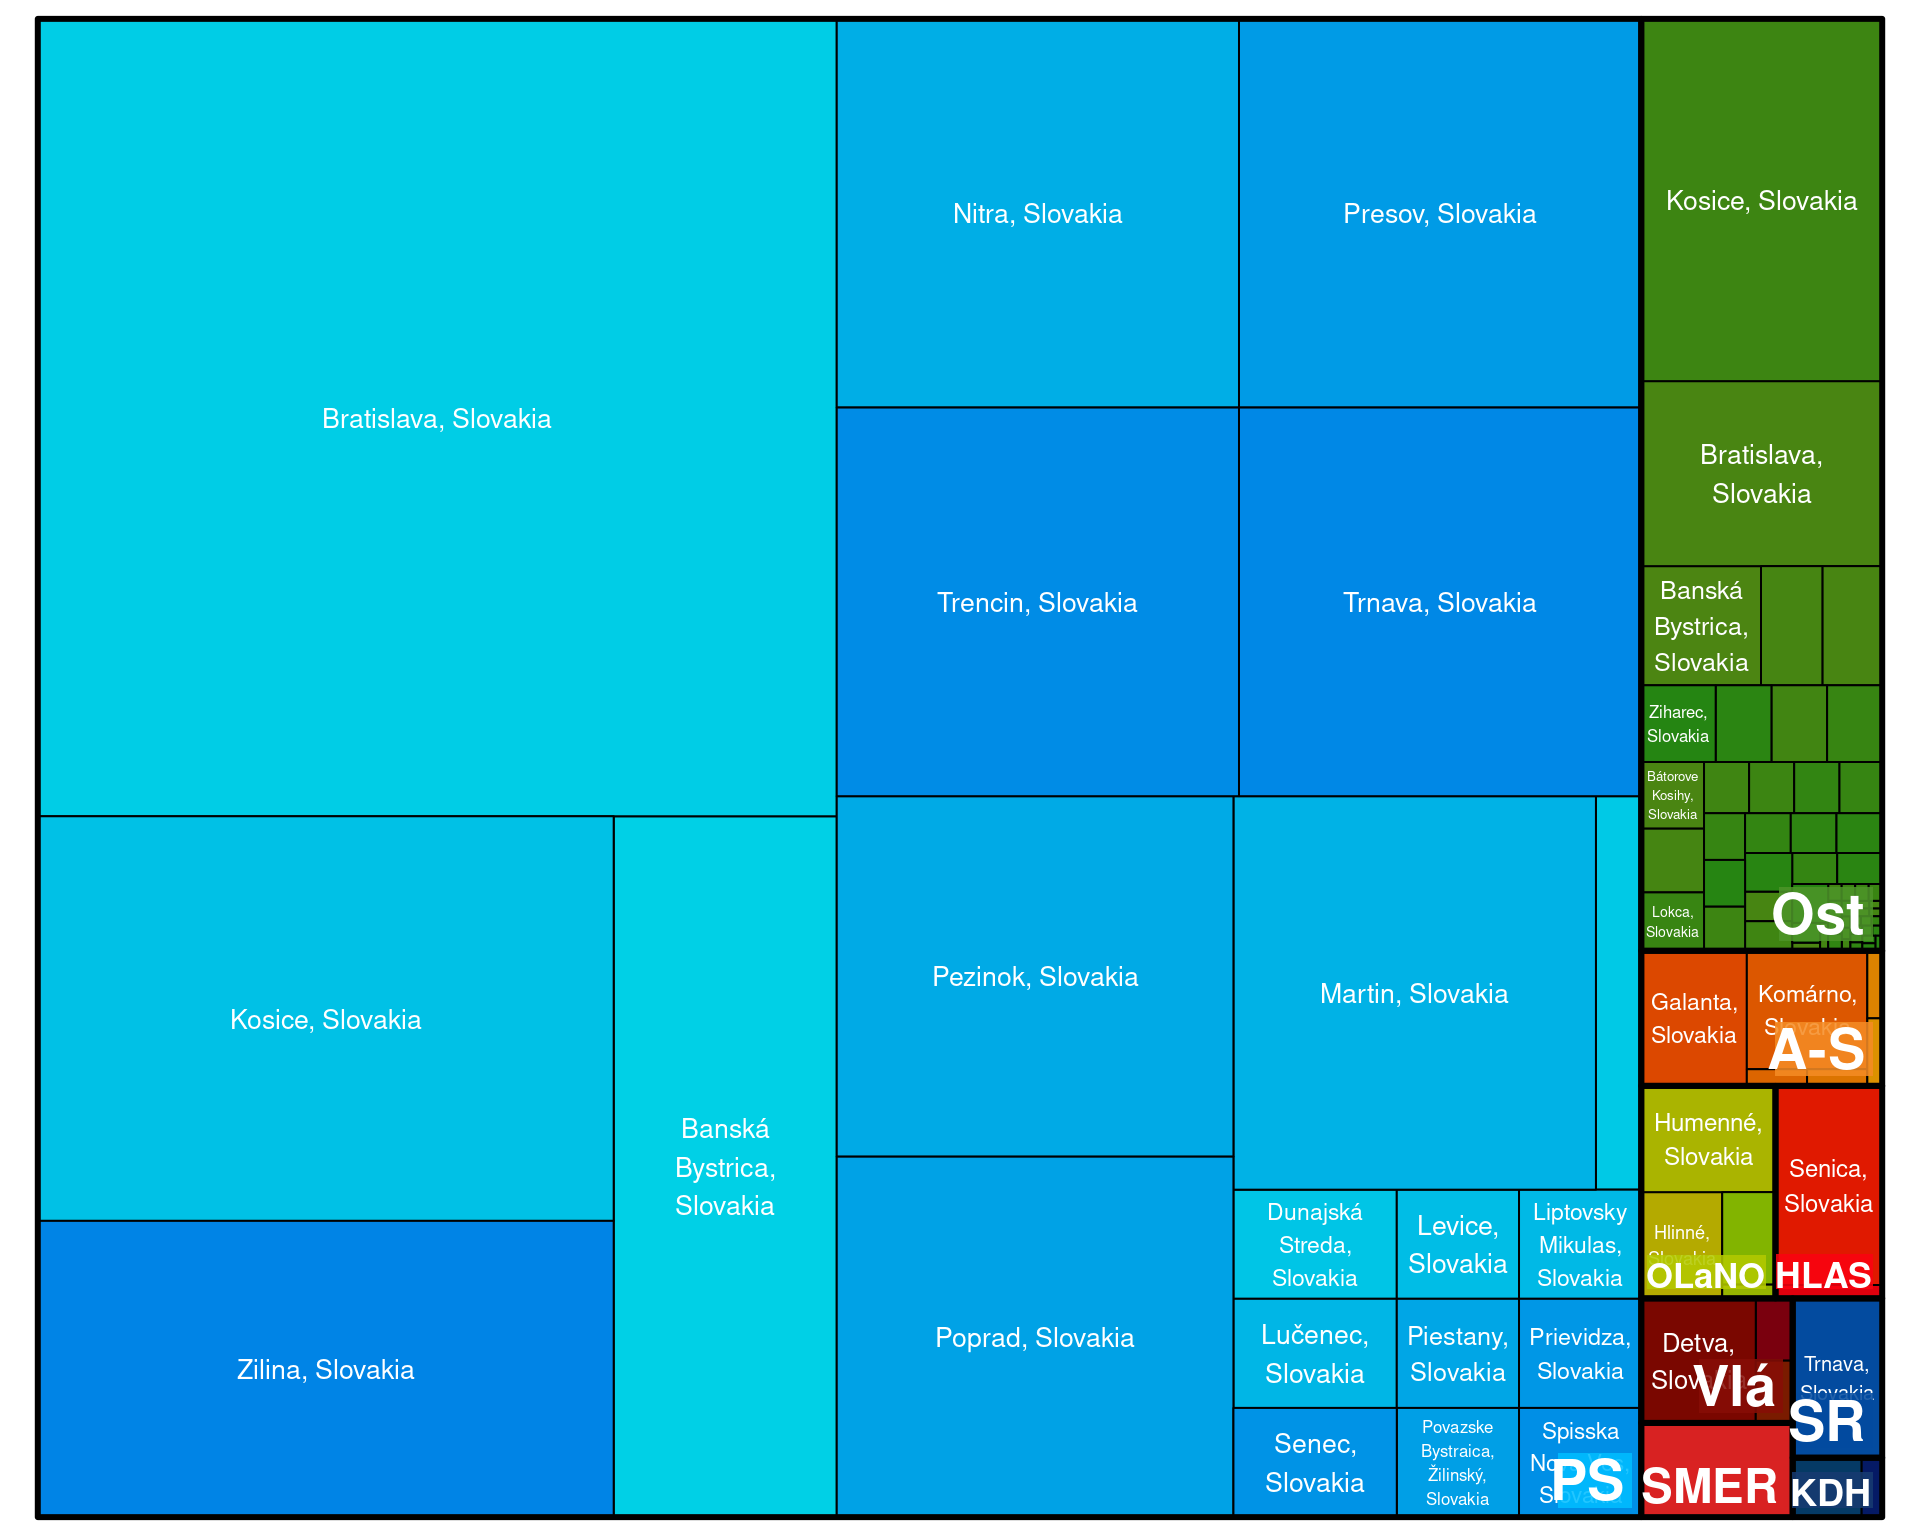 Bratislava, Slovakia
Kosice, Slovakia
Zilina, Slovakia
Banská
Bystrica,
Slovakia
Nitra, Slovakia
Presov, Slovakia
Trencin, Slovakia
Trnava, Slovakia
Pezinok, Slovakia
Poprad, Slovakia
Martin, Slovakia
Dunajská
Streda,
Slovakia
Levice,
Slovakia
Liptovsky
Mikulas,
Slovakia
Lučenec,
Slovakia
Piestany,
Slovakia
Prievidza,
Slovakia
Senec,
Slovakia
Povazske
Bystraica,
Žilinský,
Slovakia
Spisska
PS
Kosice, Slovakia
Bratislava,
Slovakia
Banská
Bystrica,
Slovakia
Ziharec,
Slovakia
Bátorove
Kosihy,
Slovakia
Lokca,
Slovakia
Ost
Galanta,
Slovakia
Komárno,
Slovakia
A-S
Humenné,
Slovakia
Hlinné,
Slovakia
OLaNO
Senica,
Slovakia
HLAS
Detva,
Slovakia
Vlá
Trnava,
Slovakia
SR
SMER
KDH